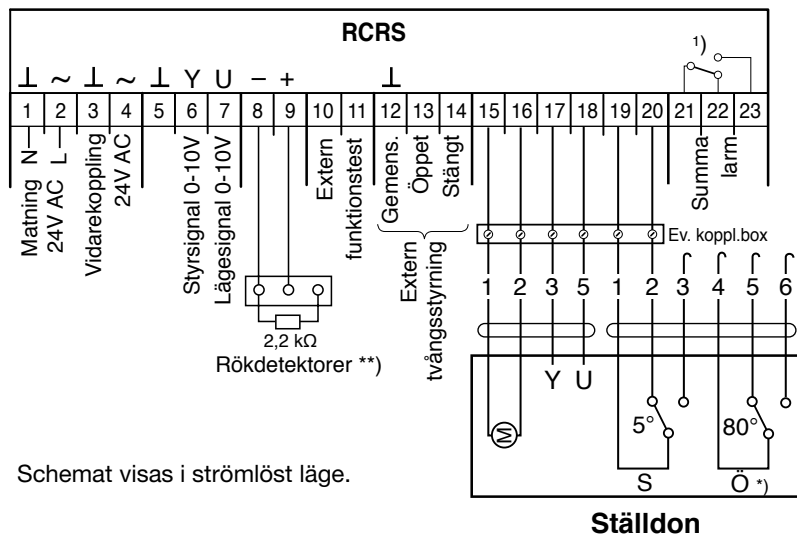 RCRS
1)
⊥ ~ ⊥ ~ ⊥ Y U – + ⊥
1 2 3 4 5 6 7 8 9 10 11 12 13 14 15 16 17 18 19 20 21 22 23
Matning N
24V AC L
Vidarekoppling
24V AC
Styrsignal 0-10V
Lägesignal 0-10V
Extern
funktionstest
Gemens.
Öppet
Stängt
Extern
tvångsstyrning
Summa
larm
Ev. koppl.box
1 2 3 5 1 2 3 4 5 6
2,2 kΩ
Rökdetektorer **)
Y U
M
5°
80°
S
Ö *)
Schemat visas i strömlöst läge.
Ställdon